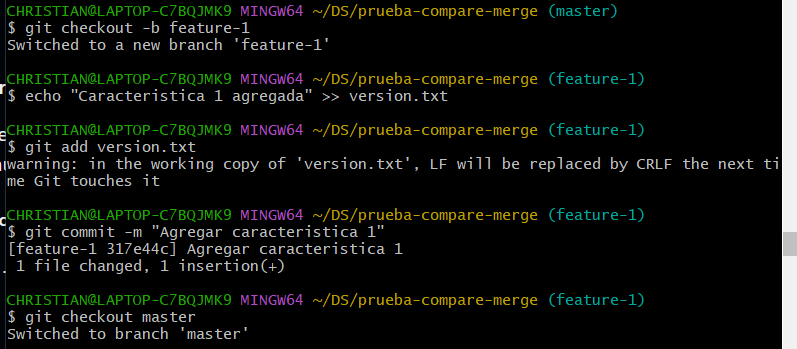 CHRISTIAN@LAPTOP-C7BQJMK9 MINGW64 ~/DS/prueba-compare-merge (master)
$ git checkout -b feature-1
Switched to a new branch 'feature-1'
CHRISTIAN@LAPTOP-C7BQJMK9 MINGW64 ~/DS/prueba-compare-merge (feature-1)
$ echo "Caracteristica 1 agregada" >> version.txt
CHRISTIAN@LAPTOP-C7BQJMK9 MINGW64 ~/DS/prueba-compare-merge (feature-1)
$ git add version.txt
warning: in the working copy of 'version.txt', LF will be replaced by CRLF the next ti
me Git touches it
CHRISTIAN@LAPTOP-C7BQJMK9 MINGW64 ~/DS/prueba-compare-merge (feature-1)
$ git commit -m "Agregar caracteristica 1"
[feature-1 317e44c] Agregar caracteristica 1
 1 file changed, 1 insertion(+)
CHRISTIAN@LAPTOP-C7BQJMK9 MINGW64 ~/DS/prueba-compare-merge (feature-1)
$ git checkout master
Switched to branch 'master'